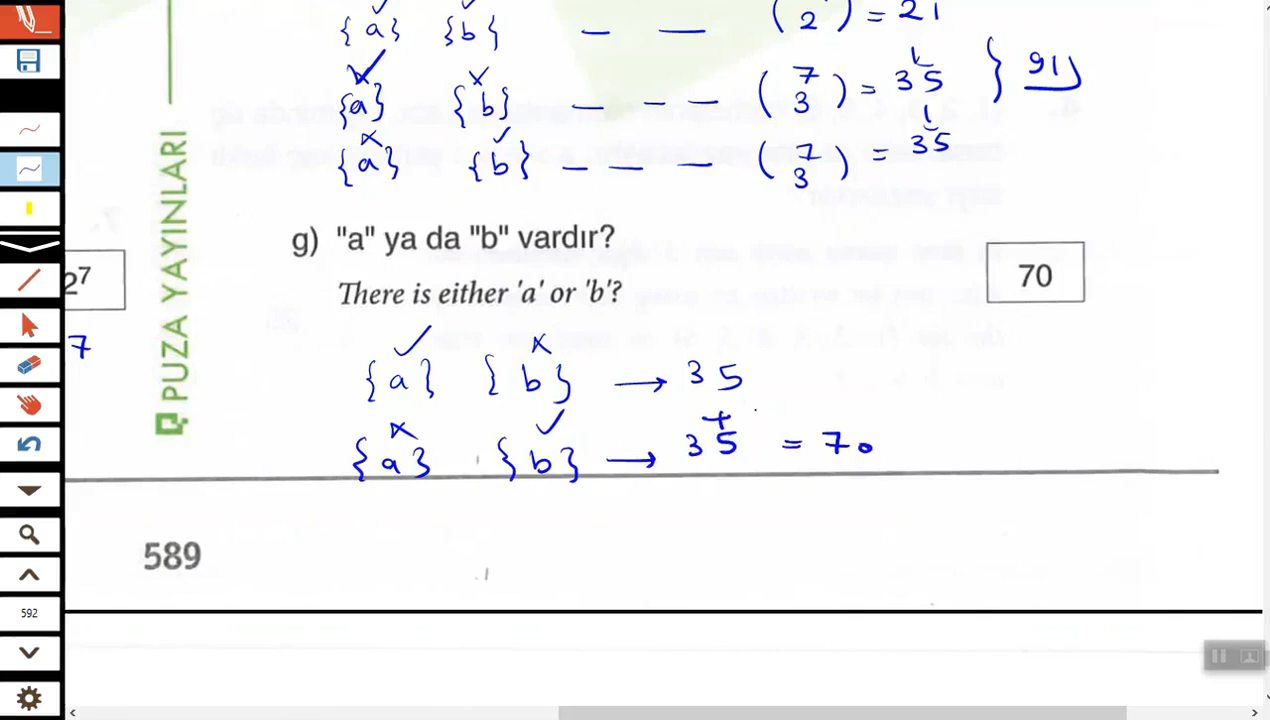 {a} {b} _ _ ( 2 ) = 21
{a} {b} _ _ _ ( 7 3 ) = 35 } 91
{a} {b} _ _ _ ( 7 3 ) = 35
PUZA YAYINLARI
g) "a" ya da "b" vardır?
There is either 'a' or 'b'?
70
2⁷
7
{a} {b} → 35
+
{a} {b} → 35 = 70
589
592